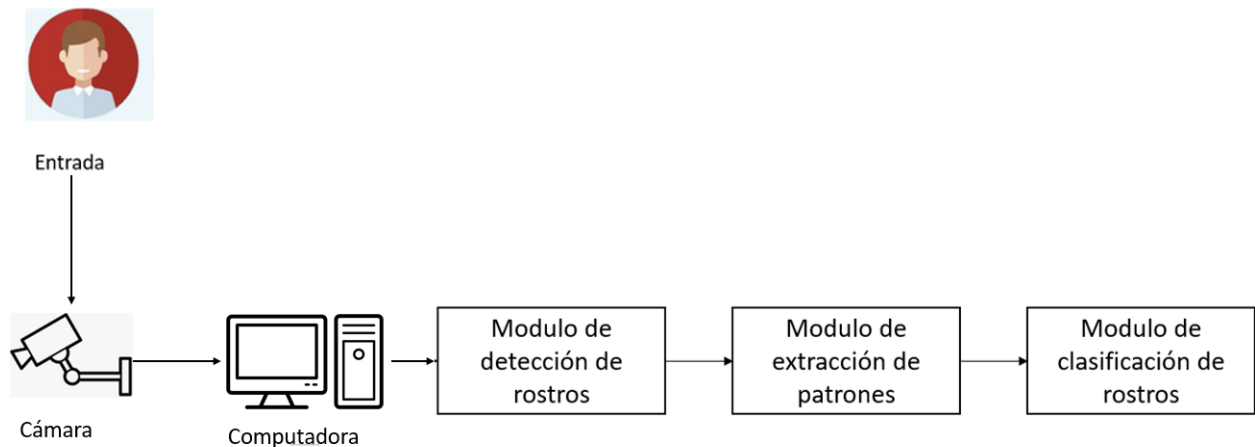 Entrada
Modulo de
detección de
rostros
Modulo de
extracción de
patrones
Modulo de
clasificación de
rostros
Cámara
Computadora